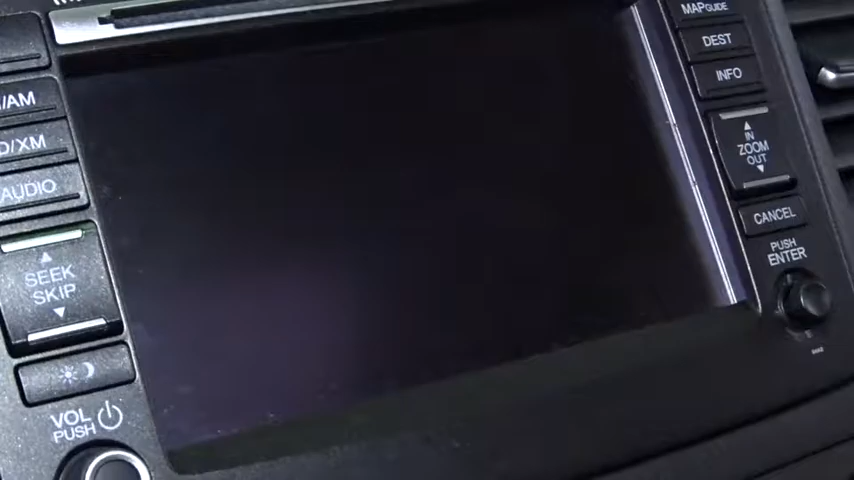 /AM
D/XM
AUDIO
SEEK
SKIP
VOL
PUSH
MAP GUIDE
DEST
INFO
IN
ZOOM
OUT
CANCEL
PUSH
ENTER